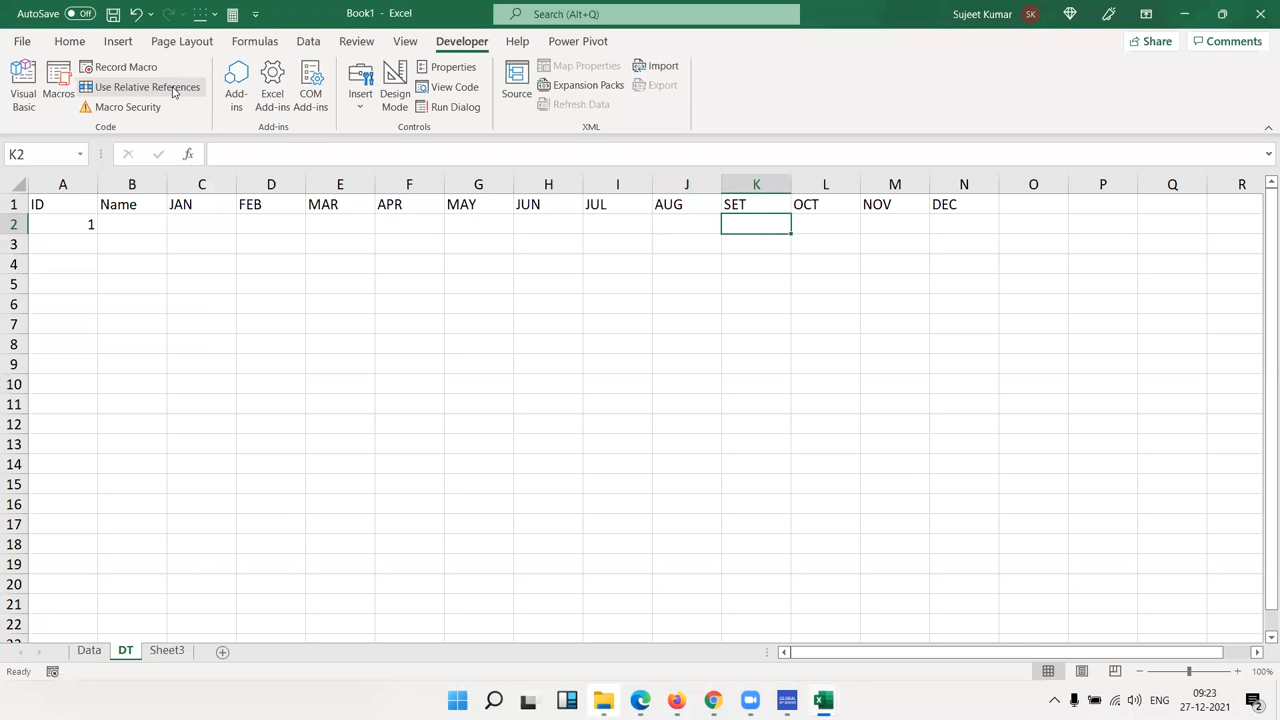 AutoSave Off Book1 - Excel Search (Alt+Q) Sujeet Kumar SK
File Home Insert Page Layout Formulas Data Review View Developer Help Power Pivot Share Comments
Visual Basic
Macros
Record Macro
Use Relative References
Macro Security
Code
Add-ins
Excel Add-ins
COM Add-ins
Add-ins
Insert
Design Mode
Properties
View Code
Run Dialog
Controls
Source
Map Properties
Expansion Packs
Refresh Data
Import
Export
XML
K2 fx
A B C D E F G H I J K L M N O P Q R
1 ID Name JAN FEB MAR APR MAY JUN JUL AUG SET OCT NOV DEC
2 1
3
4
5
6
7
8
9
10
11
12
13
14
15
16
17
18
19
20
21
22
Data DT Sheet3
Ready 100%
ENG 09:23
27-12-2021 2